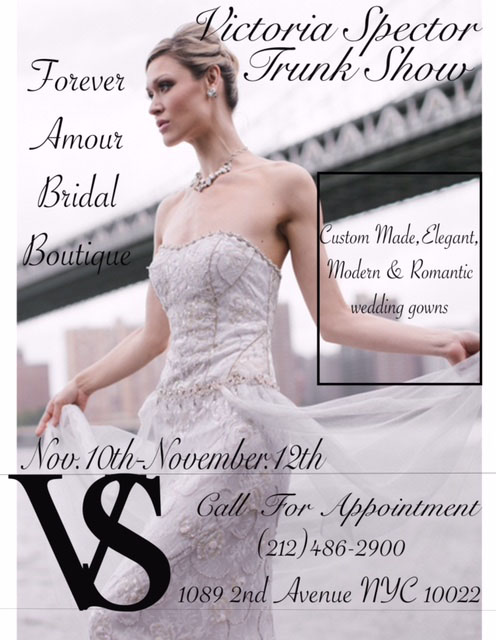 Victoria Spector
Trunk Show
Forever
Amour
Bridal
Boutique
Custom Made, Elegant,
Modern & Romantic
wedding gowns
Nov. 10th-November. 12th
VS
Call For Appointment
(212) 486-2900
1089 2nd Avenue NYC 10022